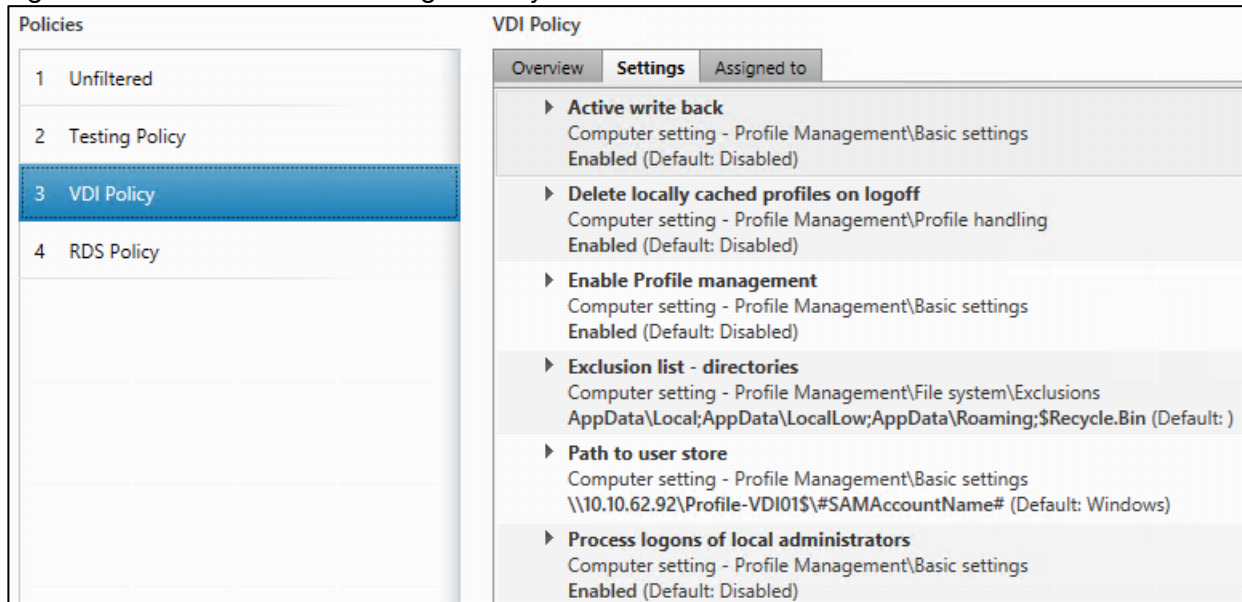 Policies
1 Unfiltered
2 Testing Policy
3 VDI Policy
4 RDS Policy
VDI Policy
Overview Settings Assigned to
Active write back
Computer setting - Profile Management\Basic settings
Enabled (Default: Disabled)
Delete locally cached profiles on logoff
Computer setting - Profile Management\Profile handling
Enabled (Default: Disabled)
Enable Profile management
Computer setting - Profile Management\Basic settings
Enabled (Default: Disabled)
Exclusion list - directories
Computer setting - Profile Management\File system\Exclusions
AppData\Local;AppData\LocalLow;AppData\Roaming;$Recycle.Bin (Default: )
Path to user store
Computer setting - Profile Management\Basic settings
\\10.10.62.92\Profile-VDI01$\#SAMAccountName# (Default: Windows)
Process logons of local administrators
Computer setting - Profile Management\Basic settings
Enabled (Default: Disabled)